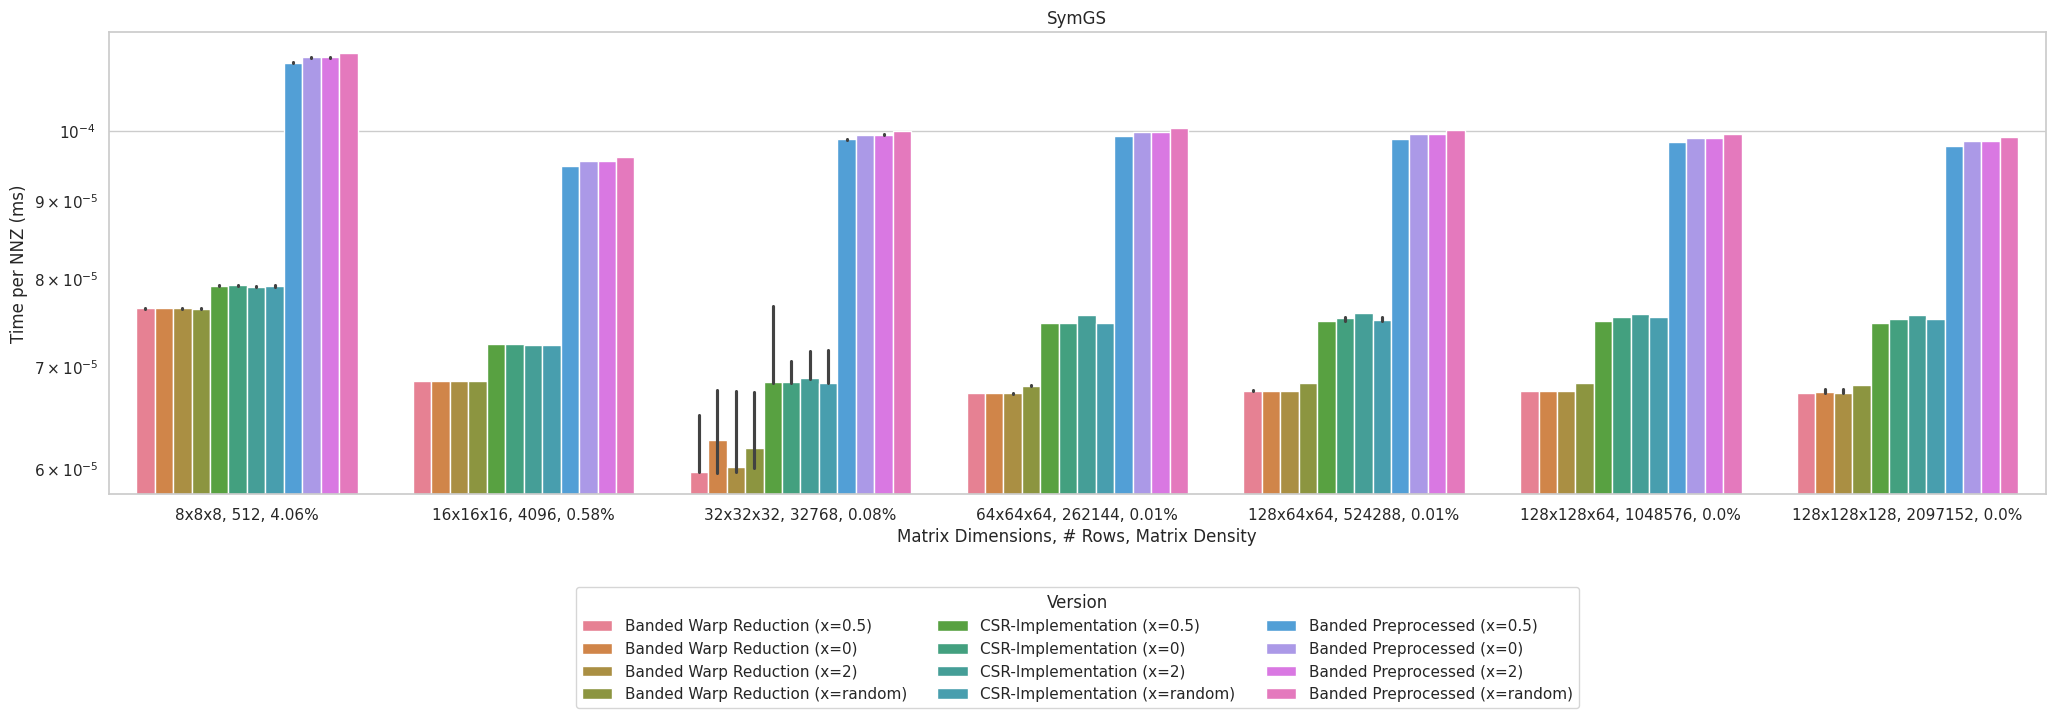 SymGS
Time per NNZ (ms)
10⁻⁴
9 × 10⁻⁵
8 × 10⁻⁵
7 × 10⁻⁵
6 × 10⁻⁵
8x8x8, 512, 4.06%
16x16x16, 4096, 0.58%
32x32x32, 32768, 0.08%
64x64x64, 262144, 0.01%
128x64x64, 524288, 0.01%
128x128x64, 1048576, 0.0%
128x128x128, 2097152, 0.0%
Matrix Dimensions, # Rows, Matrix Density
Version
Banded Warp Reduction (x=0.5)
Banded Warp Reduction (x=0)
Banded Warp Reduction (x=2)
Banded Warp Reduction (x=random)
CSR-Implementation (x=0.5)
CSR-Implementation (x=0)
CSR-Implementation (x=2)
CSR-Implementation (x=random)
Banded Preprocessed (x=0.5)
Banded Preprocessed (x=0)
Banded Preprocessed (x=2)
Banded Preprocessed (x=random)